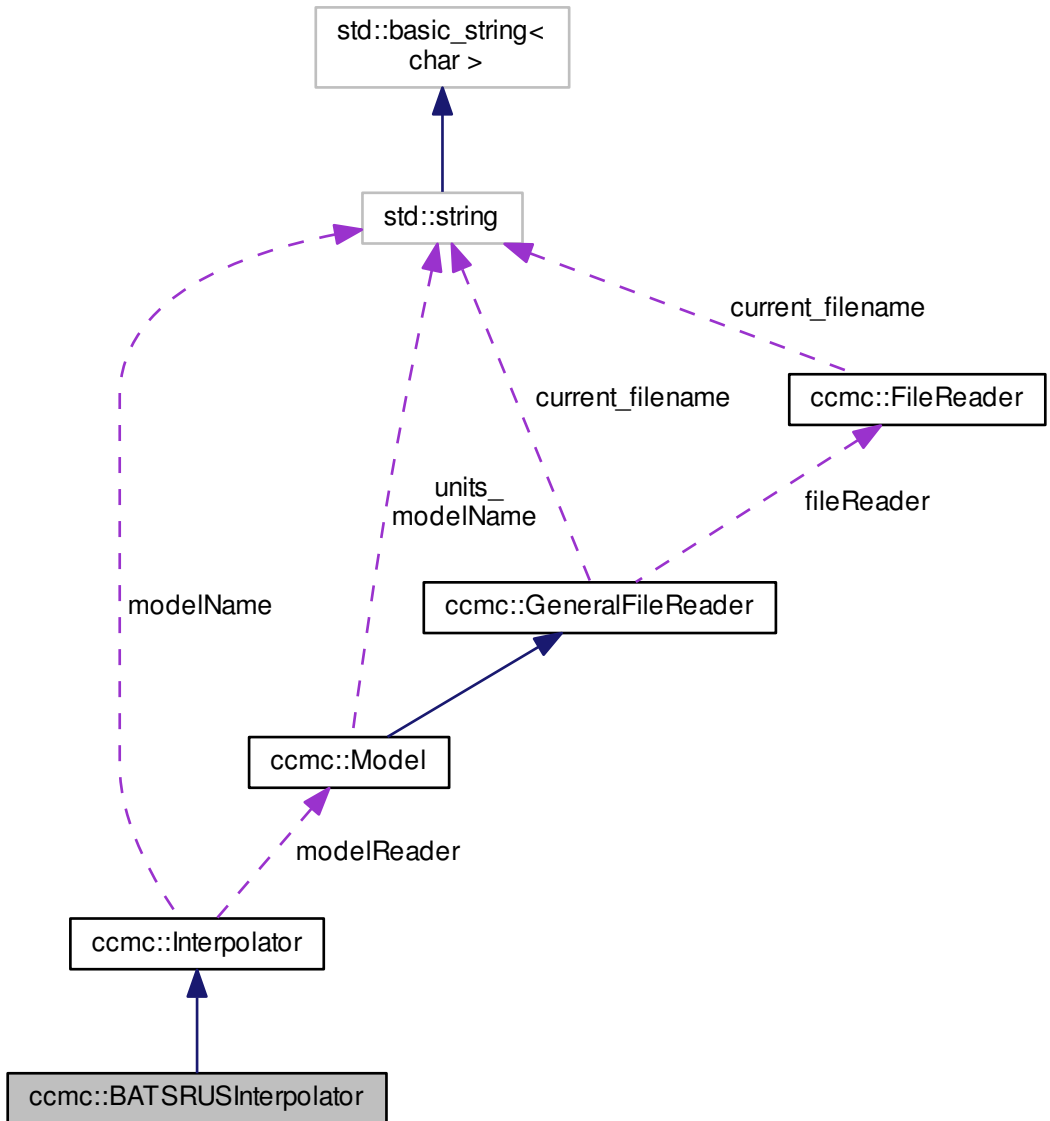 std::basic_string<
char >
std::string
current_filename
ccmc::FileReader
current_filename
units_
modelName
fileReader
ccmc::GeneralFileReader
modelName
ccmc::Model
modelReader
ccmc::Interpolator
ccmc::BATSRUSInterpolator